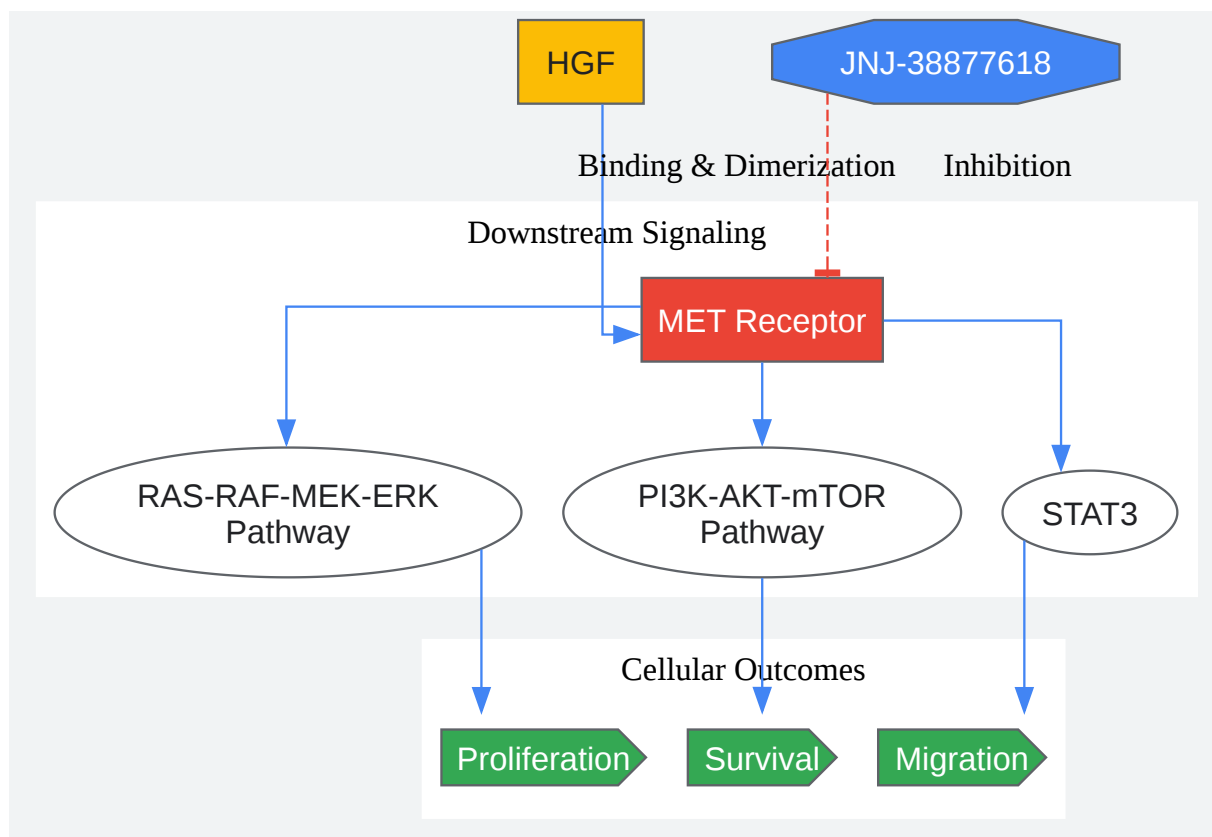 HGF
JNJ-38877618
Binding & Dimerization
Inhibition
Downstream Signaling
MET Receptor
RAS-RAF-MEK-ERK
Pathway
PI3K-AKT-mTOR
Pathway
STAT3
Cellular Outcomes
Proliferation
Survival
Migration